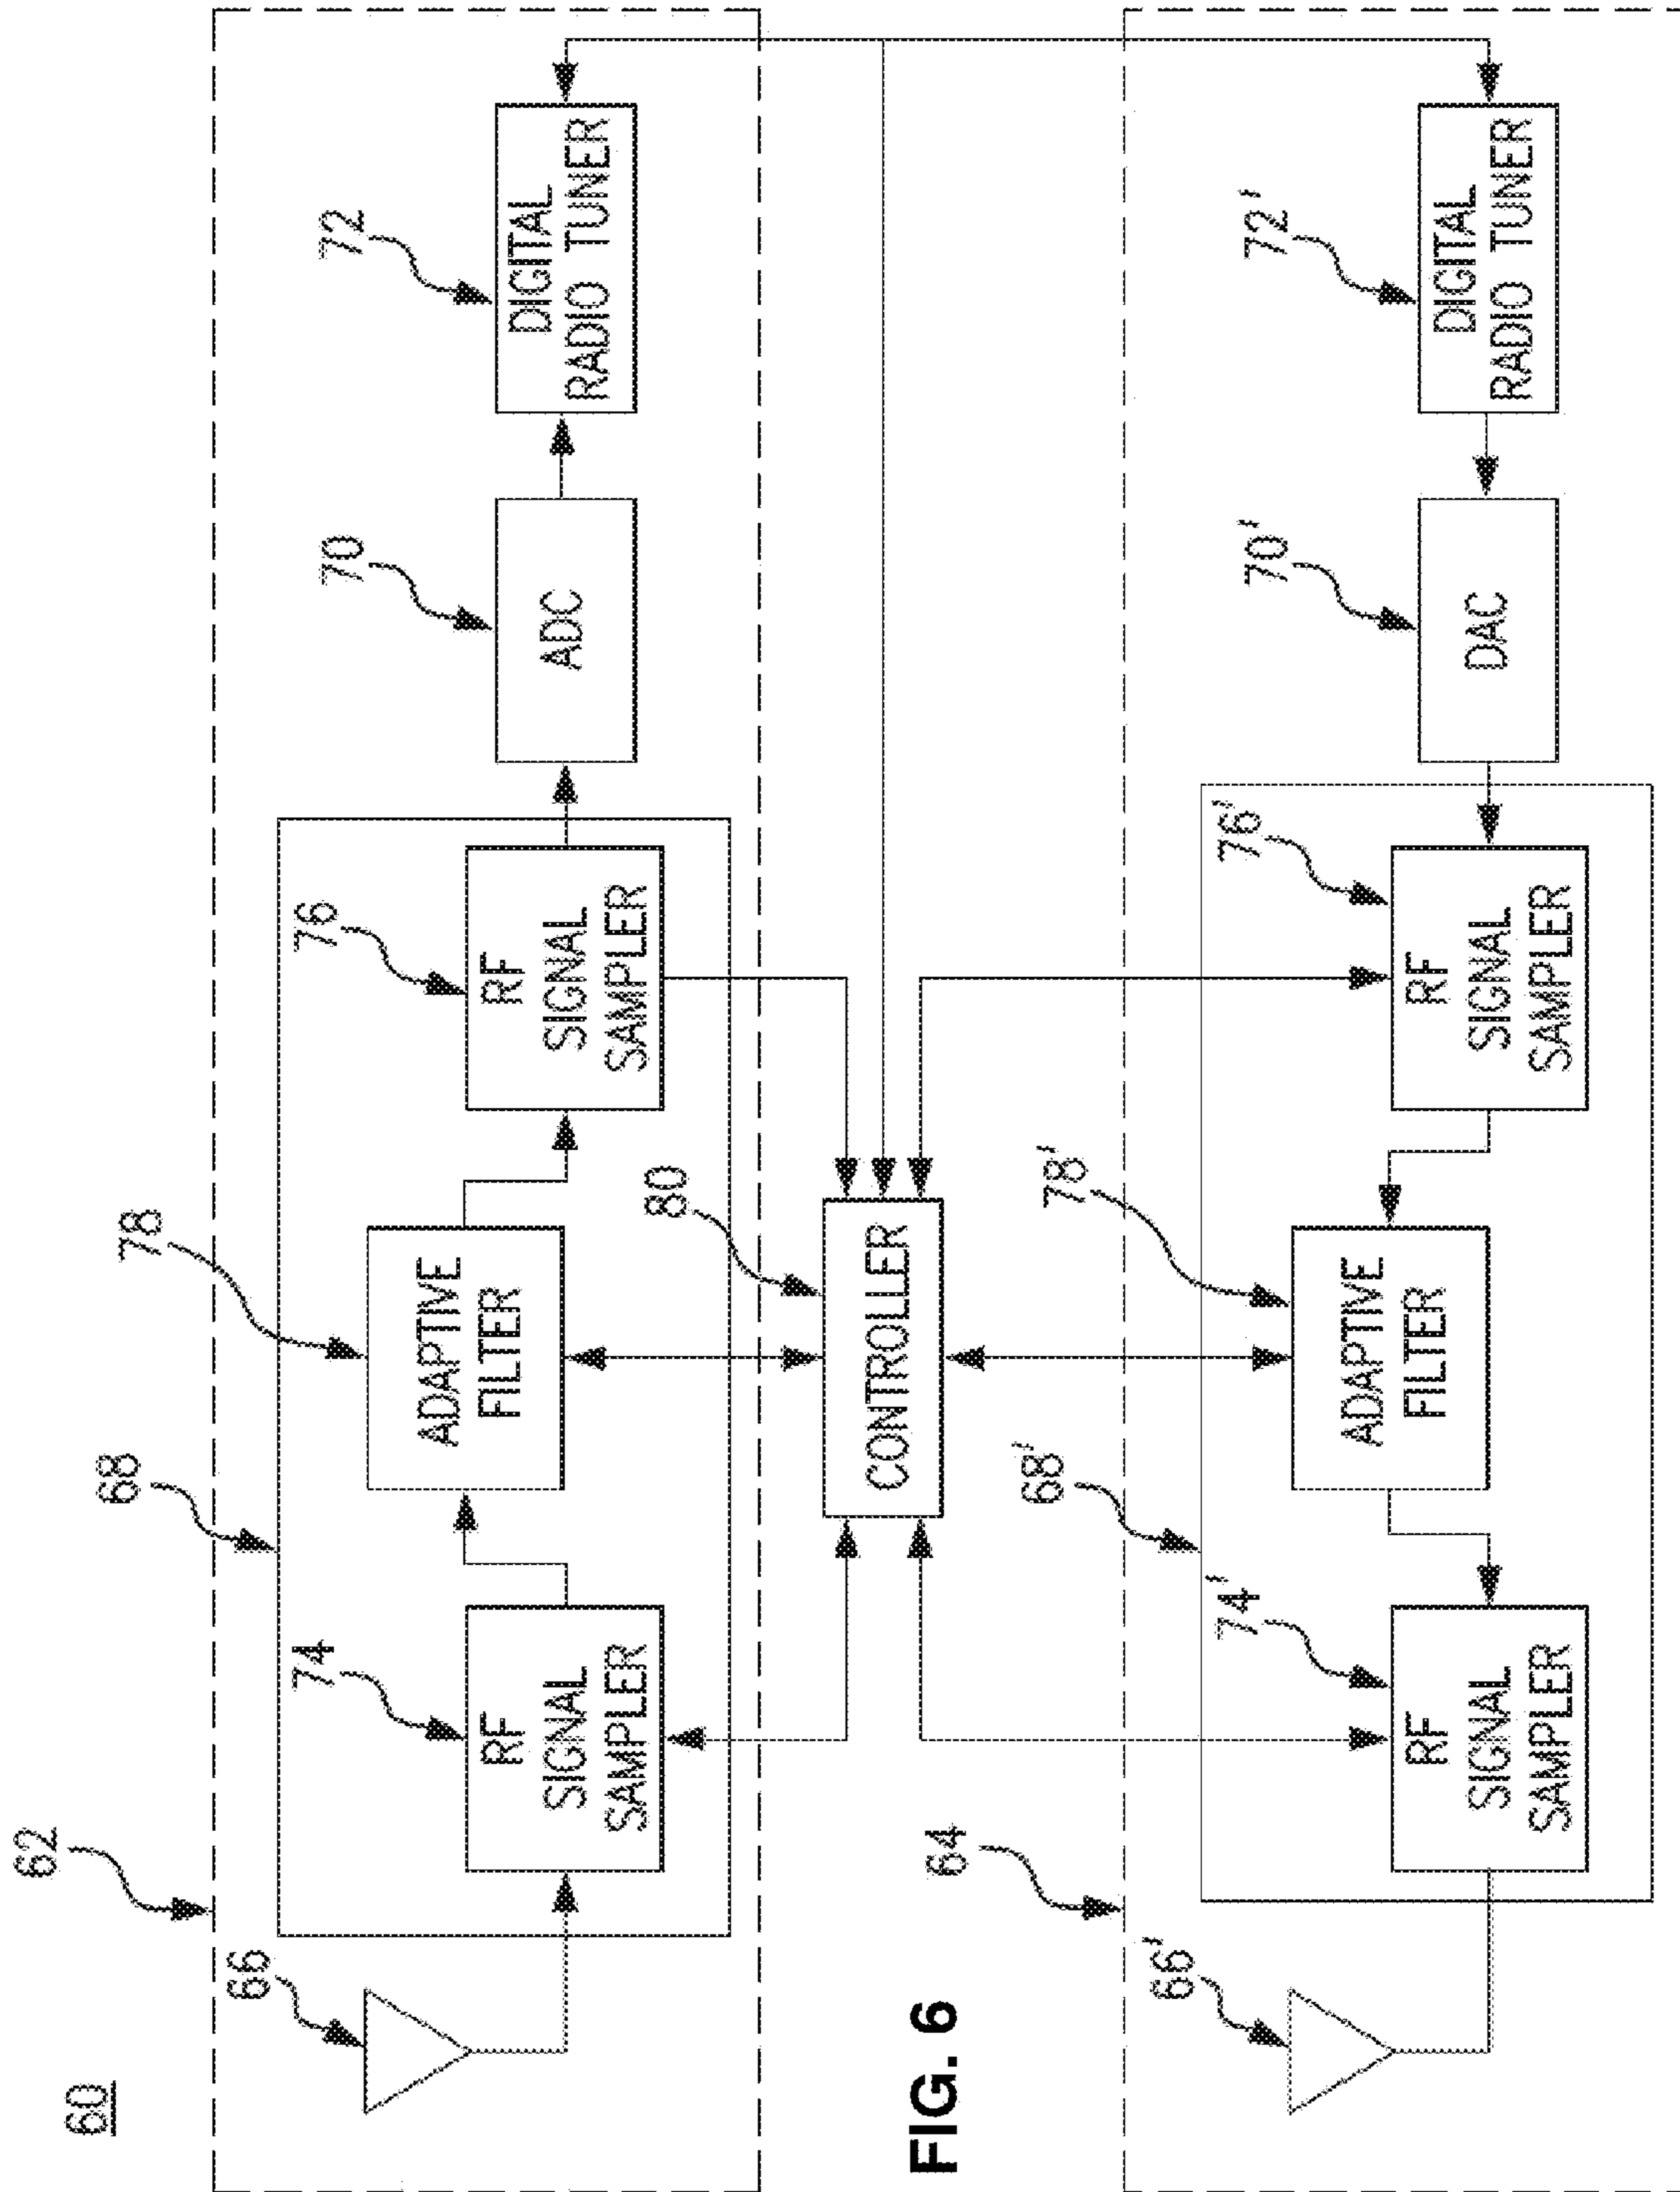 60
62
66
68
74
RF
SIGNAL
SAMPLER
78
ADAPTIVE
FILTER
76
RF
SIGNAL
SAMPLER
70
ADC
72
DIGITAL
RADIO TUNER
80
CONTROLLER
FIG. 6
64
66'
68'
74'
RF
SIGNAL
SAMPLER
78'
ADAPTIVE
FILTER
76'
RF
SIGNAL
SAMPLER
70'
DAC
72'
DIGITAL
RADIO TUNER